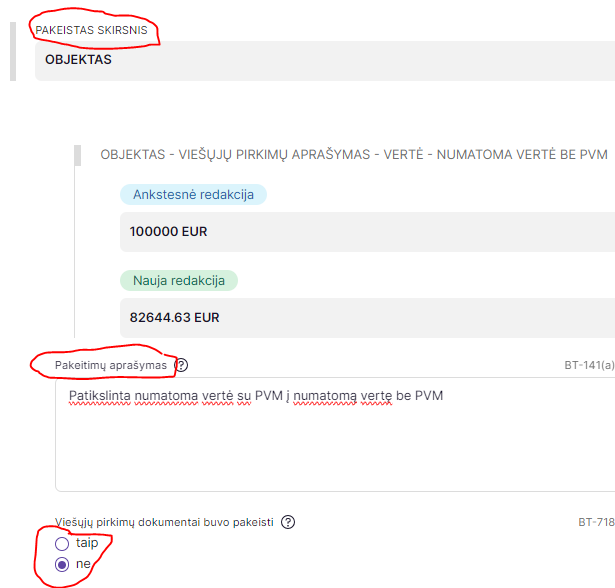 PAKEISTAS SKIRSNIS
OBJEKTAS
OBJEKTAS - VIEŠŲJŲ PIRKIMŲ APRAŠYMAS - VERTĖ - NUMATOMA VERTĖ BE PVM
Ankstesnė redakcija
100000 EUR
Nauja redakcija
82644.63 EUR
Pakeitimų aprašymas ? BT-141(a)
Patikslinta numatoma vertė su PVM į numatomą vertę be PVM
Viešųjų pirkimų dokumentai buvo pakeisti ? BT-718
taip
ne